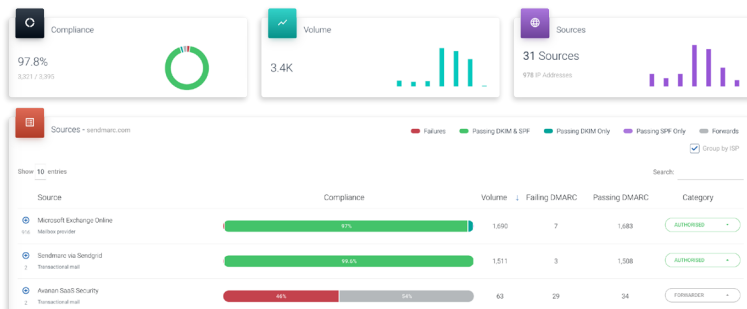 Compliance
97.8%
3,321 / 3,395
Volume
3.4K
Sources
31 Sources
978 IP Addresses
Sources • sendmarc.com
Failures
Passing DKIM & SPF
Passing DKIM Only
Passing SPF Only
Forwards
Group by ISP
Show 10 entries
Search:
Source Compliance Volume ↓ Failing DMARC Passing DMARC Category
Microsoft Exchange Online 97% 1,690 7 1,683 AUTHORISED
Mailbox provider
Sendmarc via Sendgrid 99.6% 1,511 3 1,508 AUTHORISED
2 Transactional mail
Avanan SaaS Security 46% 54% 63 29 34 FORWARDER
2 Transactional mail